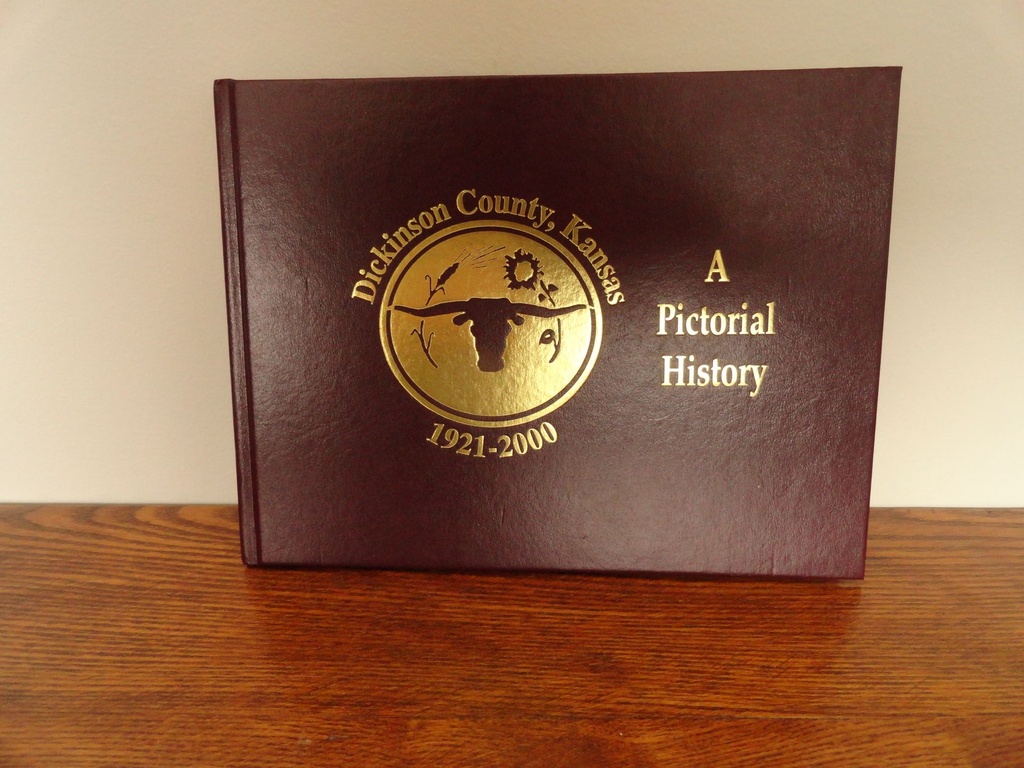 Dickinson County, Kansas
1921-2000
A
Pictorial
History